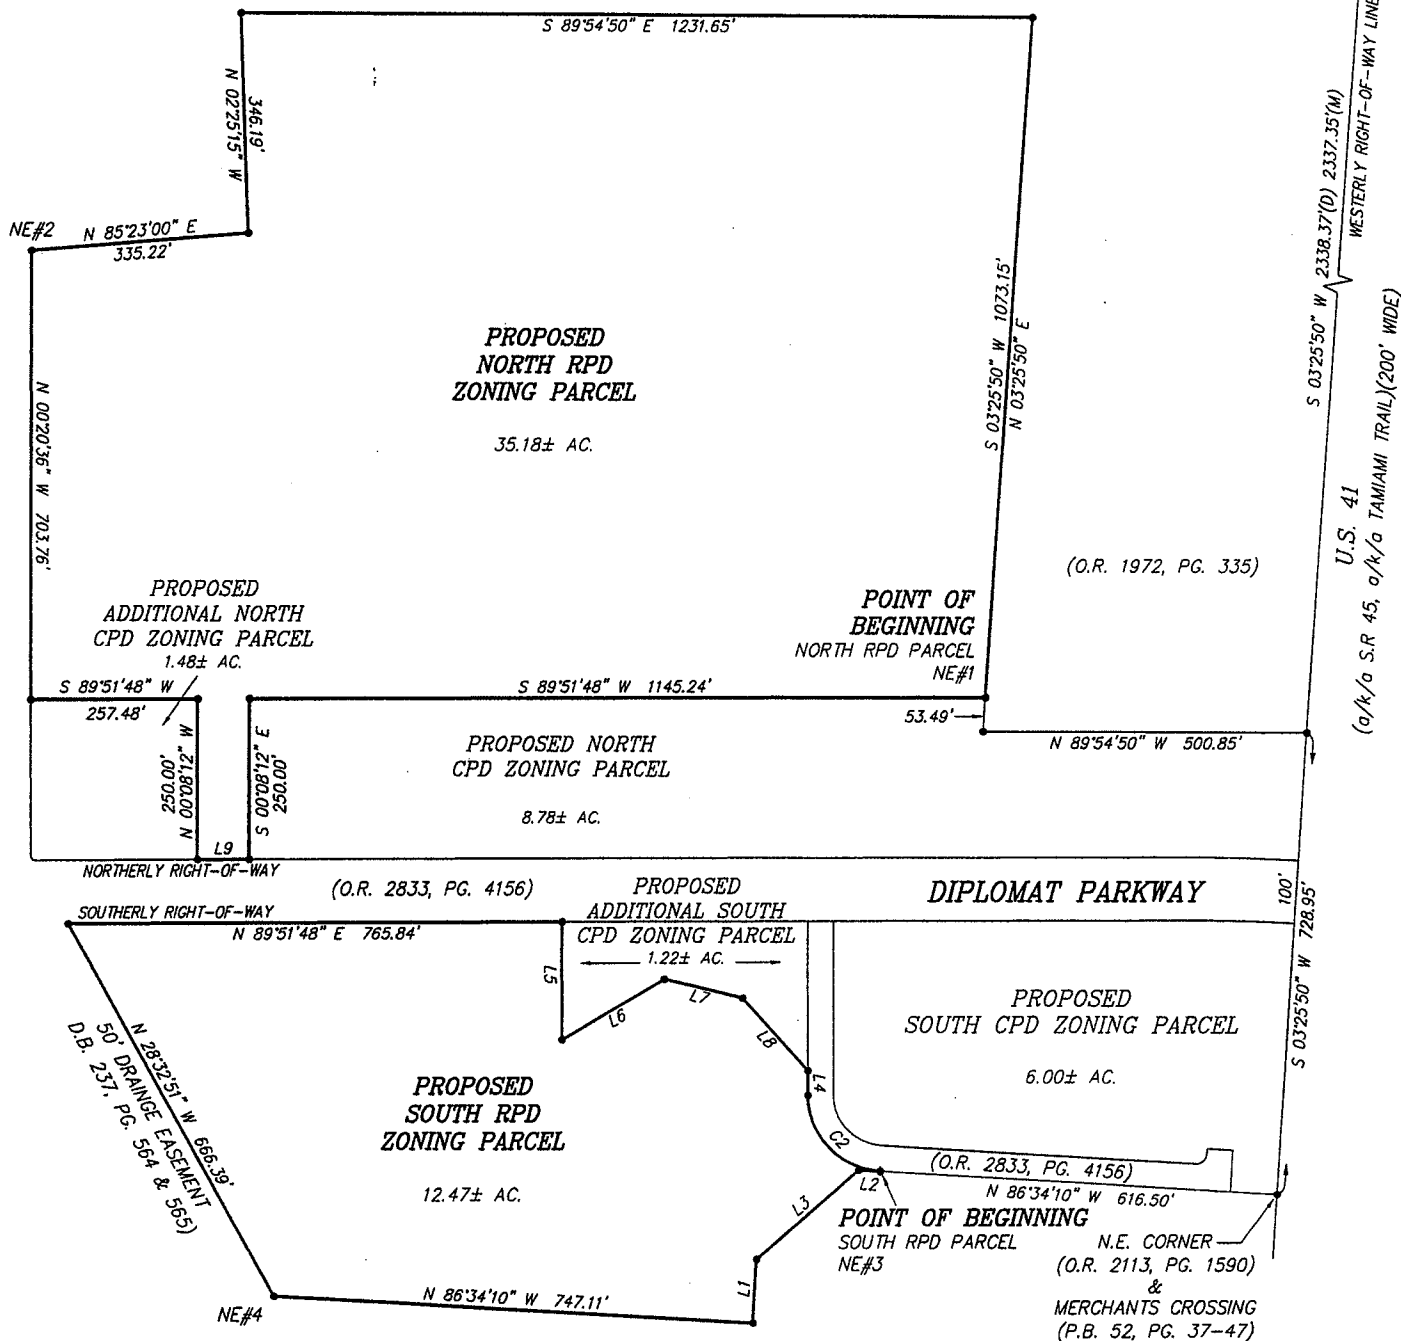 S 89°54'50" E 1231.65'
WESTERLY RIGHT-OF-WAY LINE
346.19'
N 02°25'15" W
S 03°25'50" W 2338.37'(D) 2337.35'(M)
NE#2
N 85°23'00" E
335.22'
S 03°25'50" W 1073.15'
N 03°25'50" E
U.S. 41
(a/k/a S.R 45, a/k/a TAMIAMI TRAIL)(200' WIDE)
PROPOSED
NORTH RPD
ZONING PARCEL
35.18± AC.
N 00°20'36" W 703.76'
(O.R. 1972, PG. 335)
PROPOSED
ADDITIONAL NORTH
CPD ZONING PARCEL
1.48± AC.
POINT OF
BEGINNING
NORTH RPD PARCEL
NE#1
S 89°51'48" W
257.48'
S 89°51'48" W 1145.24'
53.49'
N 89°54'50" W 500.85'
N 00°08'12" W
250.00'
S 00°08'12" E
250.00'
PROPOSED NORTH
CPD ZONING PARCEL
8.78± AC.
L9
NORTHERLY RIGHT-OF-WAY
(O.R. 2833, PG. 4156)
DIPLOMAT PARKWAY
100'
SOUTHERLY RIGHT-OF-WAY
N 89°51'48" E 765.84'
PROPOSED
ADDITIONAL SOUTH
CPD ZONING PARCEL
1.22± AC.
S 03°25'50" W 728.95'
L5
L6
L7
L8
L4
PROPOSED
SOUTH CPD ZONING PARCEL
6.00± AC.
N 28°32'51" W 666.39'
50' DRAINGE EASEMENT
D.B. 237, PG. 564 & 565)
PROPOSED
SOUTH RPD
ZONING PARCEL
12.47± AC.
C2
(O.R. 2833, PG. 4156)
L2
N 86°34'10" W 616.50'
L3
POINT OF BEGINNING
SOUTH RPD PARCEL
NE#3
N.E. CORNER
(O.R. 2113, PG. 1590)
&
MERCHANTS CROSSING
(P.B. 52, PG. 37-47)
L1
N 86°34'10" W 747.11'
NE#4